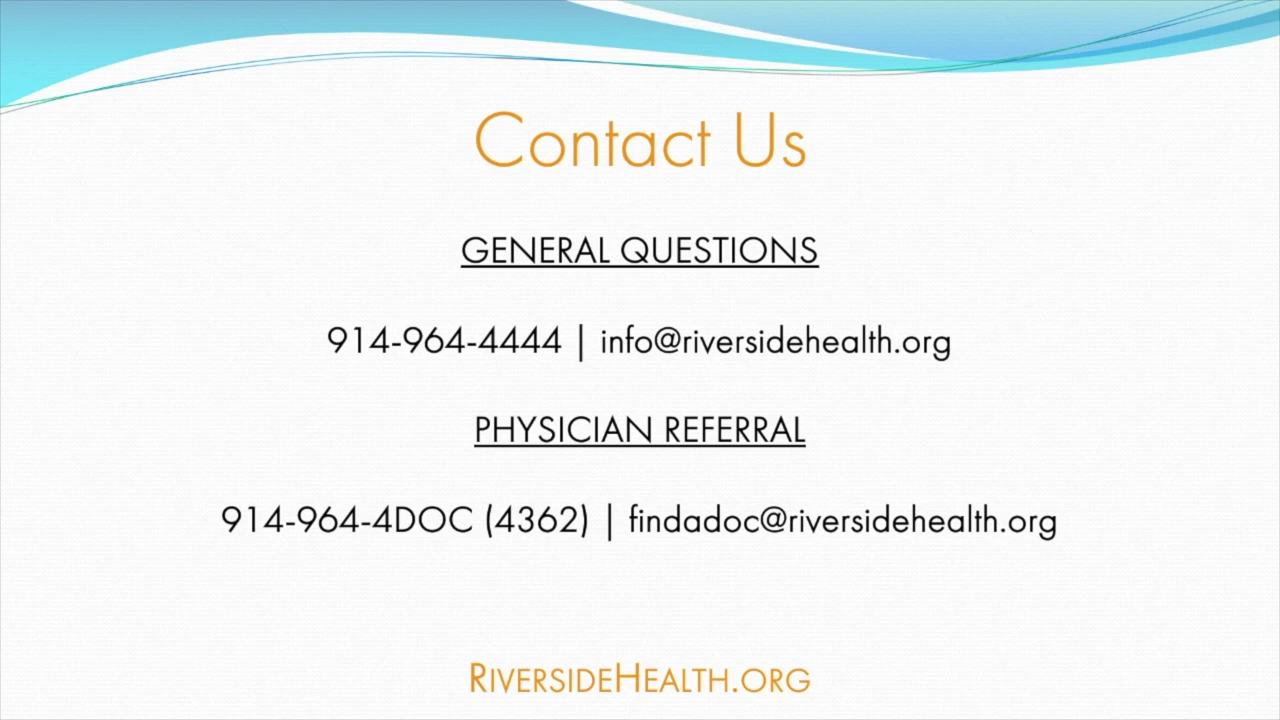 Contact Us
GENERAL QUESTIONS
914-964-4444 | info@riversidehealth.org
PHYSICIAN REFERRAL
914-964-4DOC (4362) | findadoc@riversidehealth.org
RIVERSIDEHEALTH.ORG